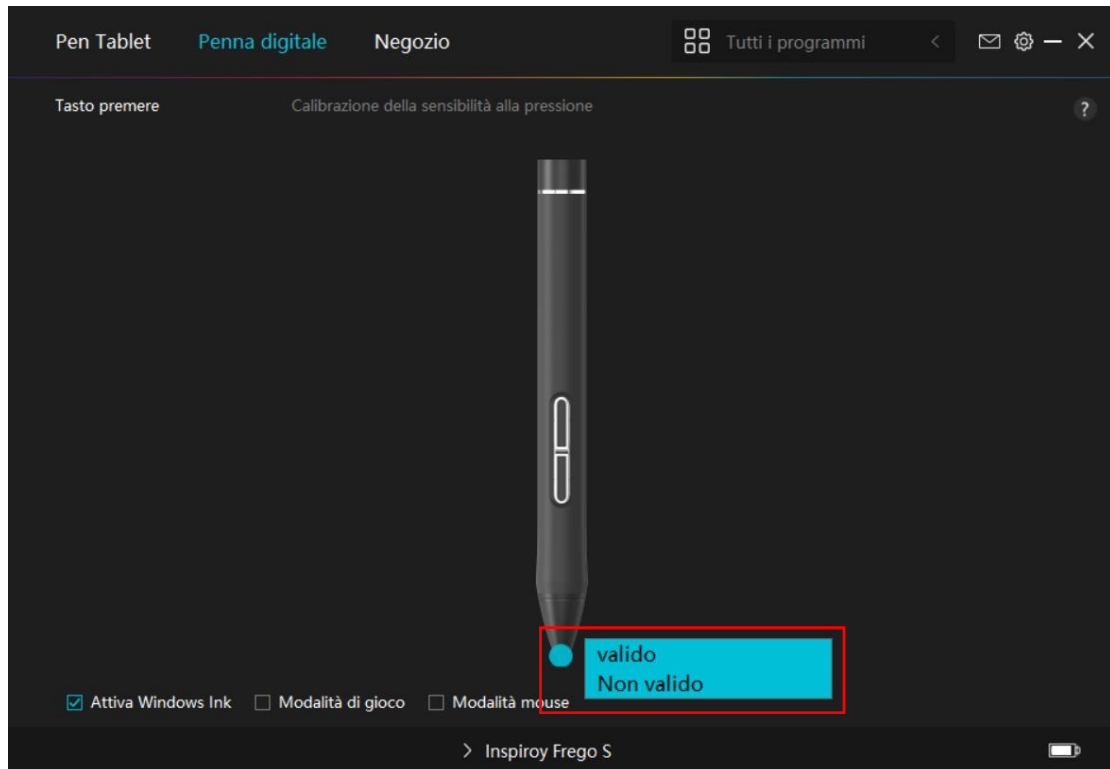 Pen Tablet Penna digitale Negozio Tutti i programmi <
Tasto premere Calibrazione della sensibilità alla pressione ?
valido
Non valido
Attiva Windows Ink Modalità di gioco Modalità mouse
> Inspiroy Frego S